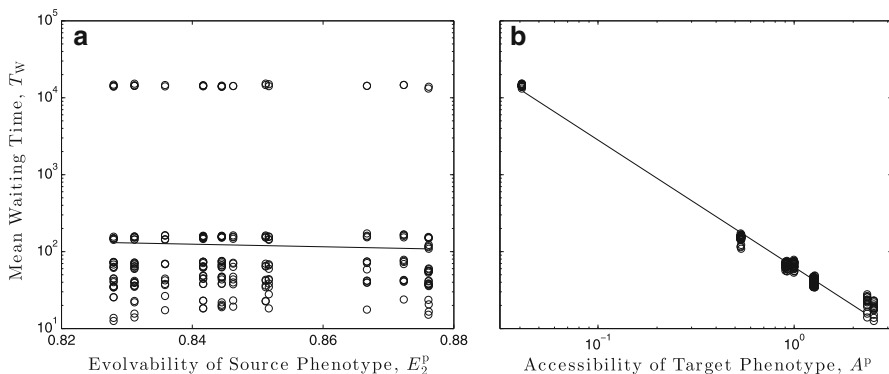 a
b
Mean Waiting Time, T_W
10^5
10^4
10^3
10^2
10^1
0.82
0.84
0.86
0.88
10^−1
10^0
Evolvability of Source Phenotype, E_2^p
Accessibility of Target Phenotype, A^p